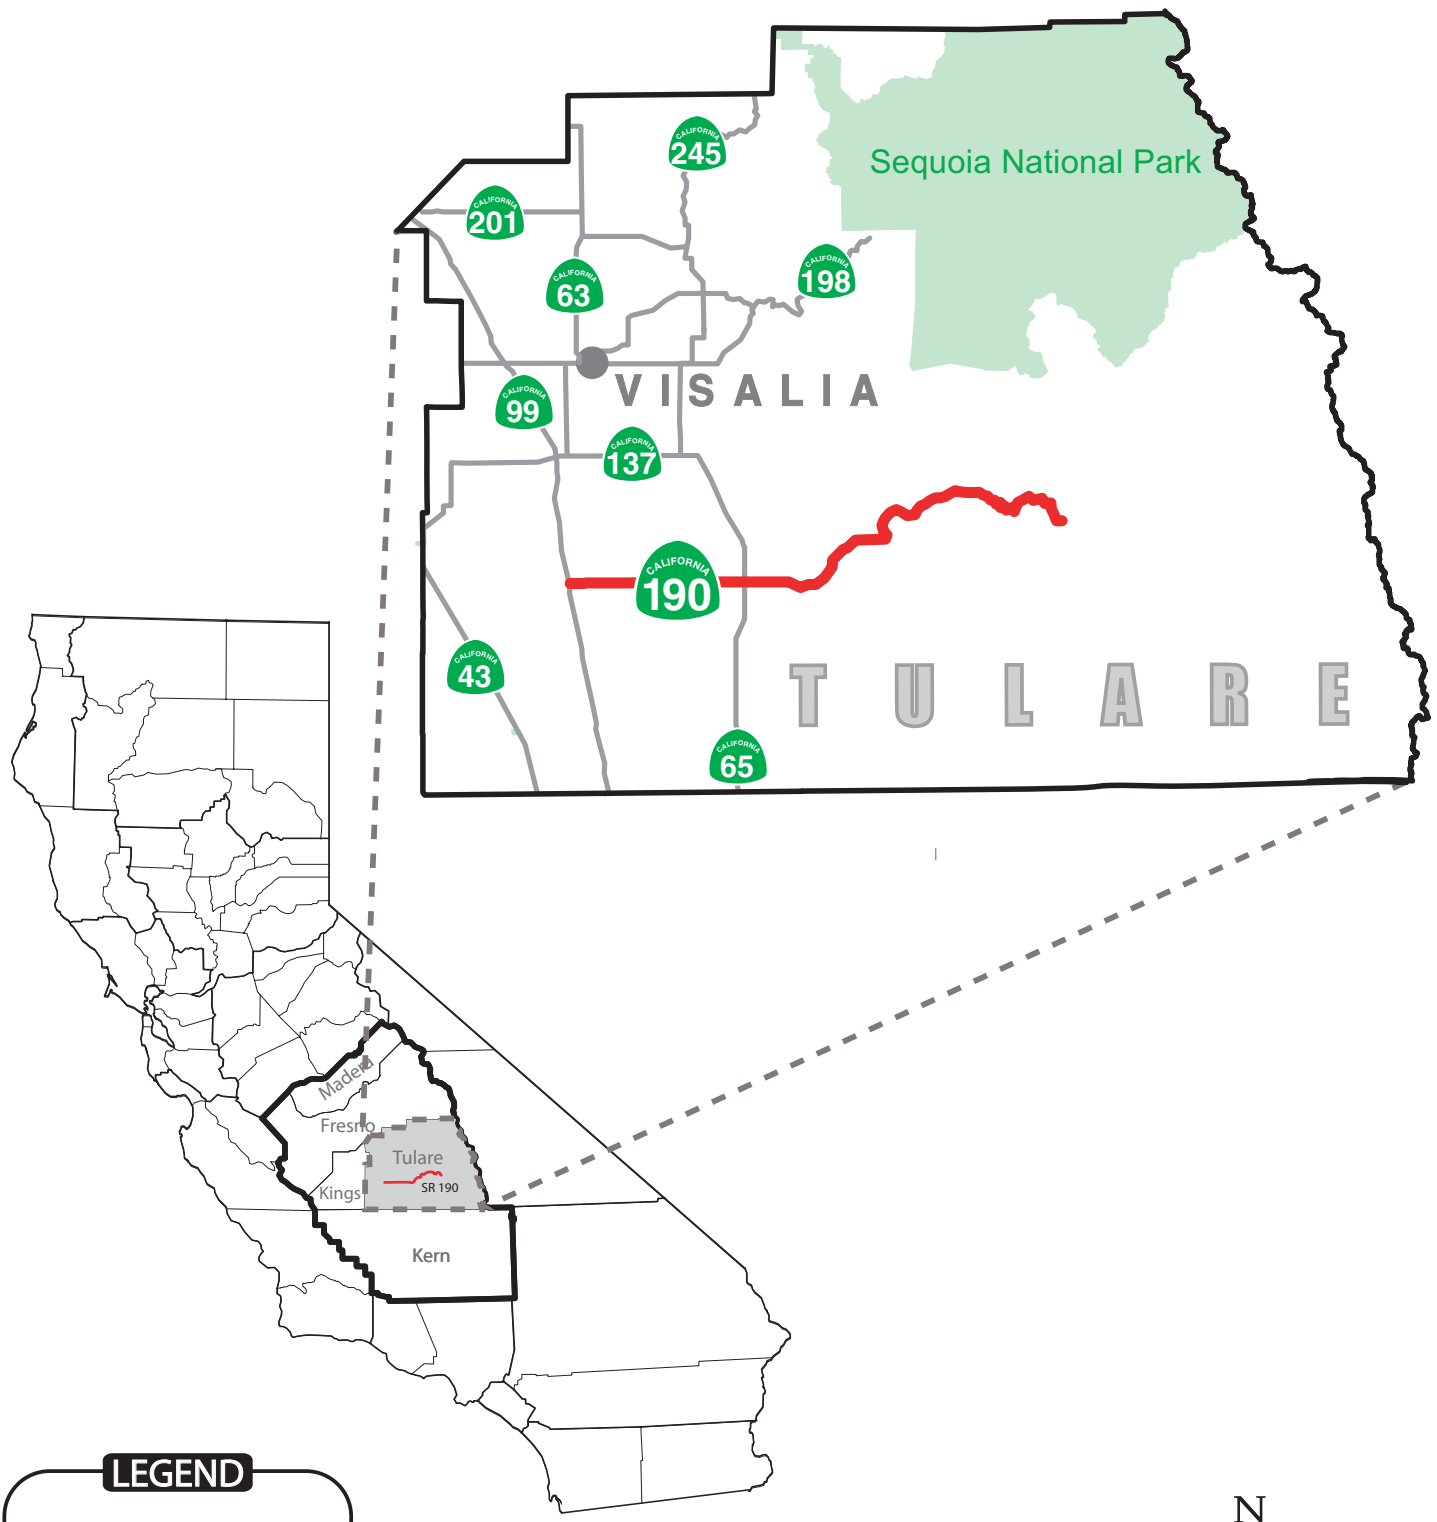 CALIFORNIA
245
Sequoia National Park
CALIFORNIA
201
CALIFORNIA
198
CALIFORNIA
63
VISALIA
CALIFORNIA
99
CALIFORNIA
137
CALIFORNIA
190
CALIFORNIA
43
TULARE
CALIFORNIA
65
Madera
Fresno
Tulare
SR 190
Kings
Kern
LEGEND
N